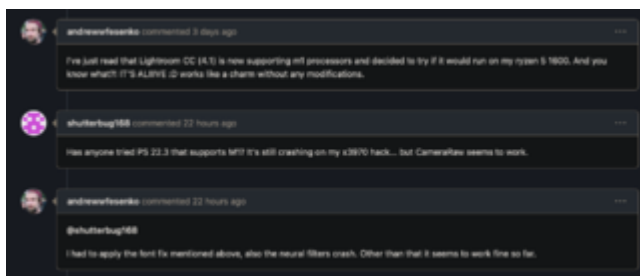 andrewwfesenko commented 3 days ago
I've just read that Lightroom CC (4.1) is now supporting m1 processors and decided to try if it would run on my ryzen 5 1600. And you
know what?! IT'S ALIIVE :D works like a charm without any modifications.
shutterbug168 commented 22 hours ago
Has anyone tried PS 22.3 that supports M1? It's still crashing on my x3970 hack... but CameraRaw seems to work.
andrewwfesenko commented 22 hours ago
@shutterbug168
I had to apply the font fix mentioned above, also the neural filters crash. Other than that it seems to work fine so far.